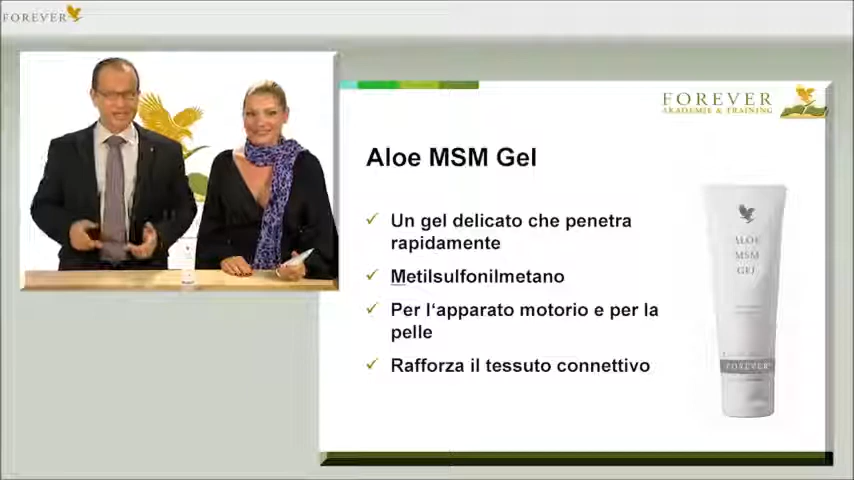 FOREVER
FOREVER
AKADEMIE & TRAINING
Aloe MSM Gel
Un gel delicato che penetra
rapidamente
Metilsulfonilmetano
Per l‘apparato motorio e per la
pelle
Rafforza il tessuto connettivo
ALOE
MSM
GEL
FOREVER